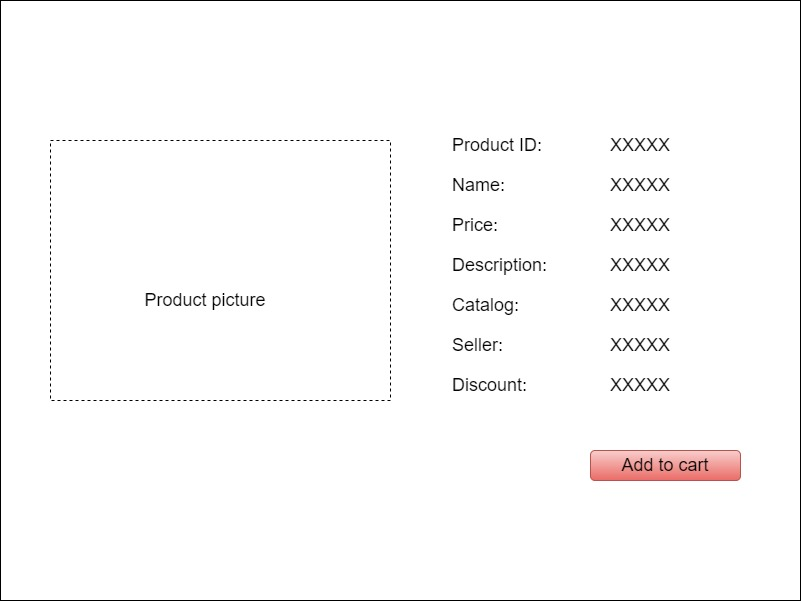 Product ID: XXXXX
Name: XXXXX
Price: XXXXX
Description: XXXXX
Product picture
Catalog: XXXXX
Seller: XXXXX
Discount: XXXXX
Add to cart